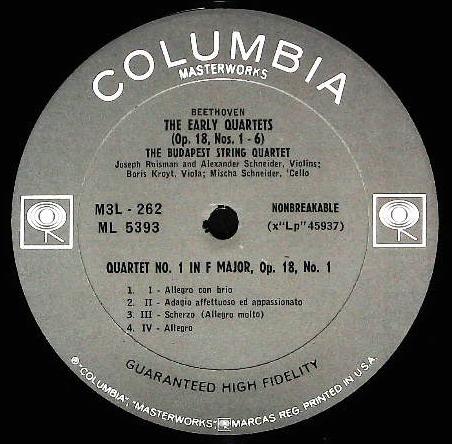 COLUMBIA
MASTERWORKS
BEETHOVEN
THE EARLY QUARTETS
(Op. 18, Nos. 1 - 6)
THE BUDAPEST STRING QUARTET
Joseph Roisman and Alexander Schneider, Violins;
Boris Kroyt, Viola; Mischa Schneider, 'Cello
M3L - 262
ML 5393
NONBREAKABLE
(x"Lp"45937)
QUARTET NO. 1 IN F MAJOR, Op. 18, No. 1
1. I - Allegro con brio
2. II - Adagio affettuoso ed appassionato
3. III - Scherzo (Allegro molto)
4. IV - Allegro
GUARANTEED HIGH FIDELITY
® "COLUMBIA", "MASTERWORKS" MARCAS REG. PRINTED IN U.S.A.